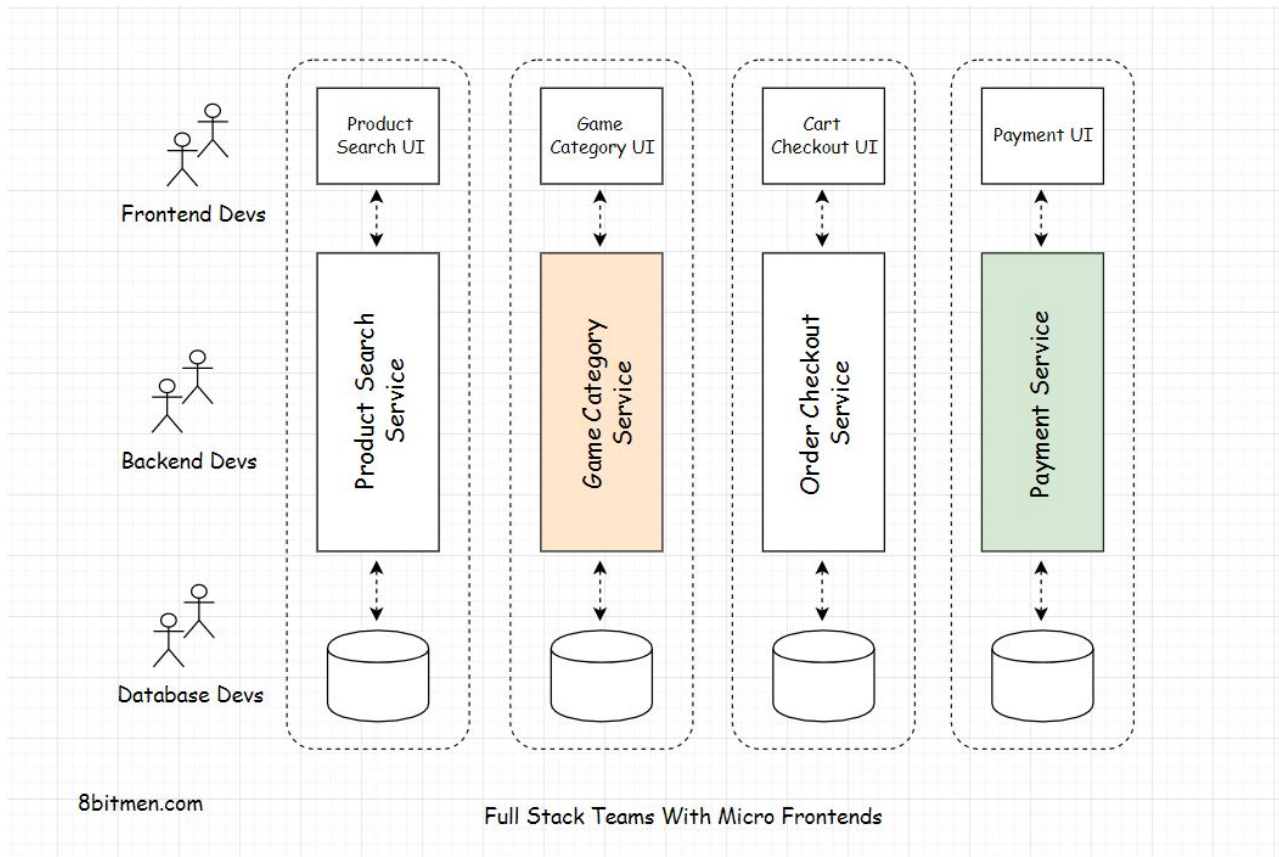 Product
Search UI
Game
Category UI
Cart
Checkout UI
Payment UI
Frontend Devs
Product Search
Service
Game Category
Service
Order Checkout
Service
Payment Service
Backend Devs
Database Devs
8bitmen.com
Full Stack Teams With Micro Frontends